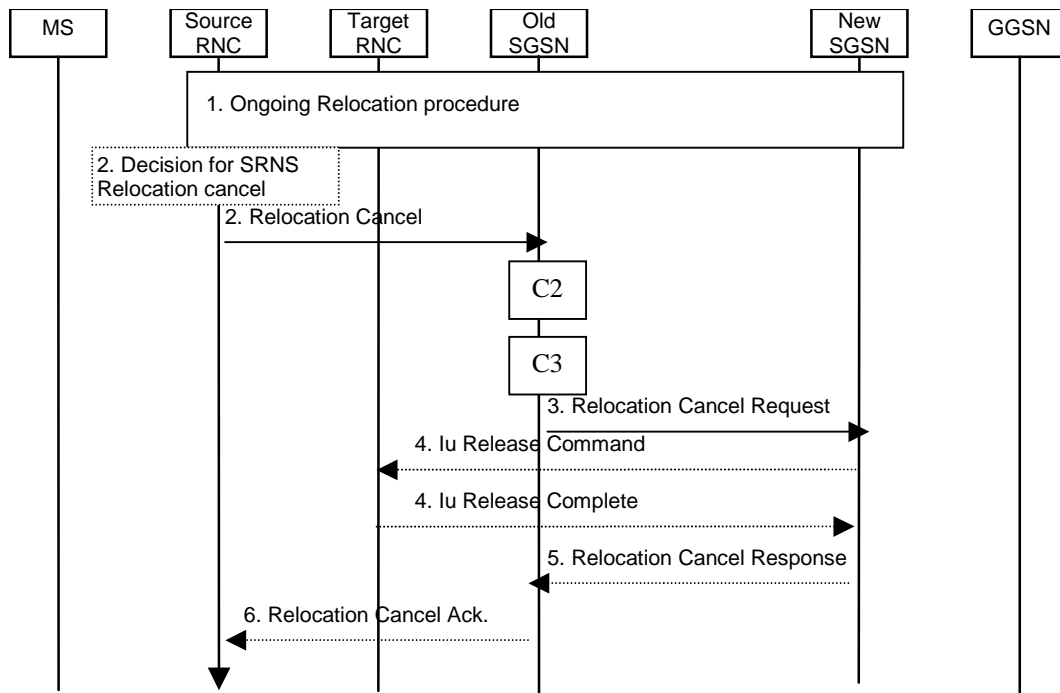 MS
Source
RNC
Target
RNC
Old
SGSN
New
SGSN
GGSN
1. Ongoing Relocation procedure
2. Decision for SRNS
Relocation cancel
2. Relocation Cancel
C2
C3
3. Relocation Cancel Request
4. Iu Release Command
4. Iu Release Complete
5. Relocation Cancel Response
6. Relocation Cancel Ack.